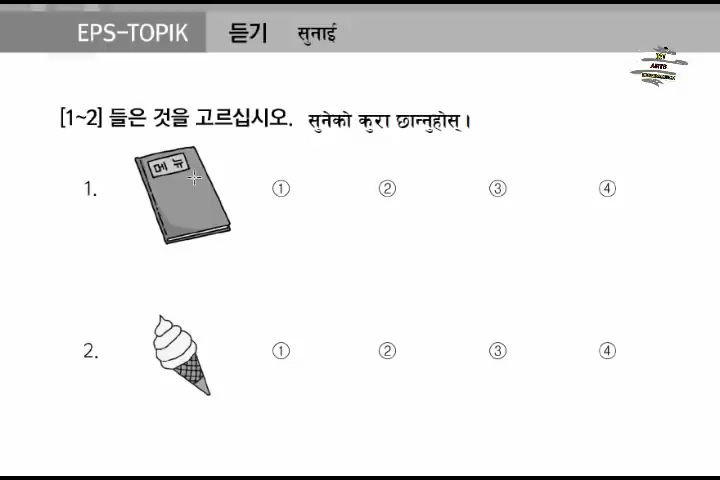 EPS-TOPIK 듣기 सुनाई
[1~2] 들은 것을 고르십시오. सुनेको कुरा छान्नुहोस्।
1. 메뉴 ① ② ③ ④
2. ① ② ③ ④